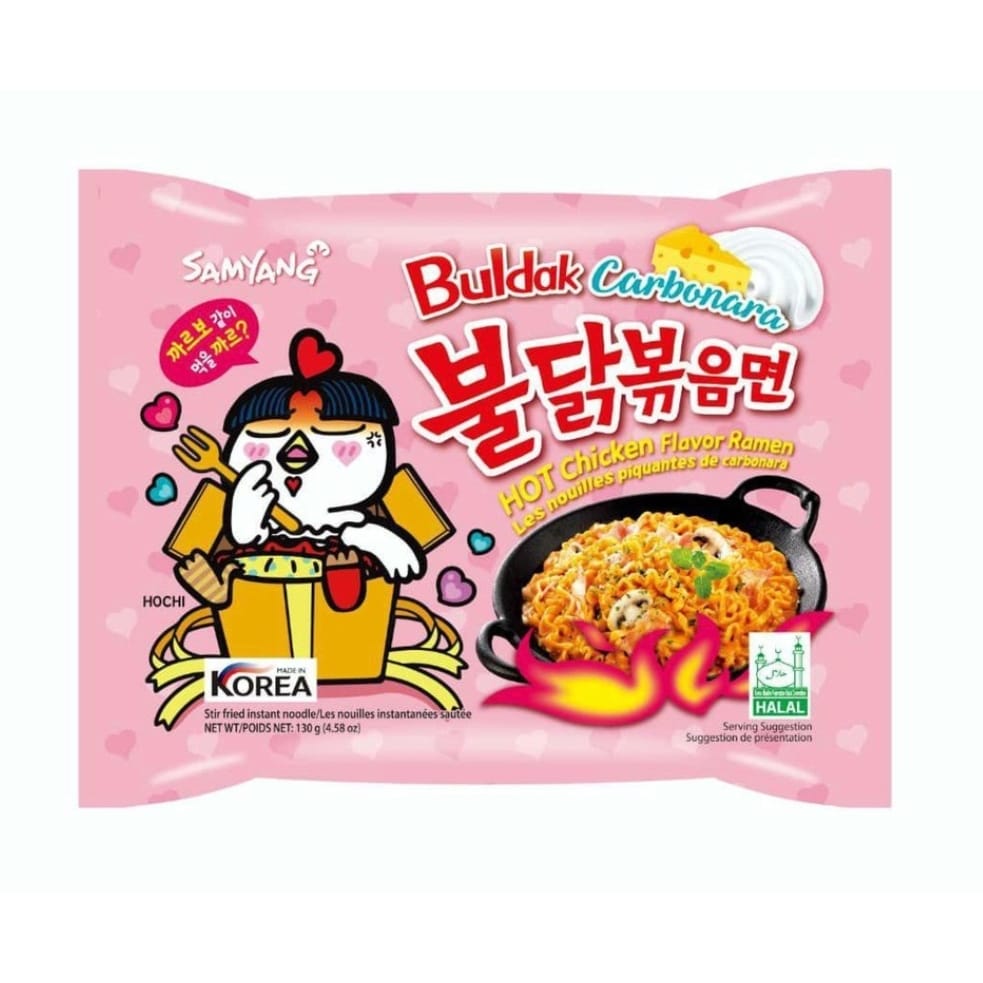 SAMYANG
까르보 같이
먹을 까르?
Buldak Carbonara
불닭볶음면
HOT Chicken Flavor Ramen
Les nouilles piquantes de carbonara
HOCHI
MADE IN
KOREA
Stir fried instant noodle/Les nouilles instantanées sautée
NET WT/POIDS NET: 130 g (4.58 oz)
حلال
HALAL
Serving Suggestion
Suggestion de présentation